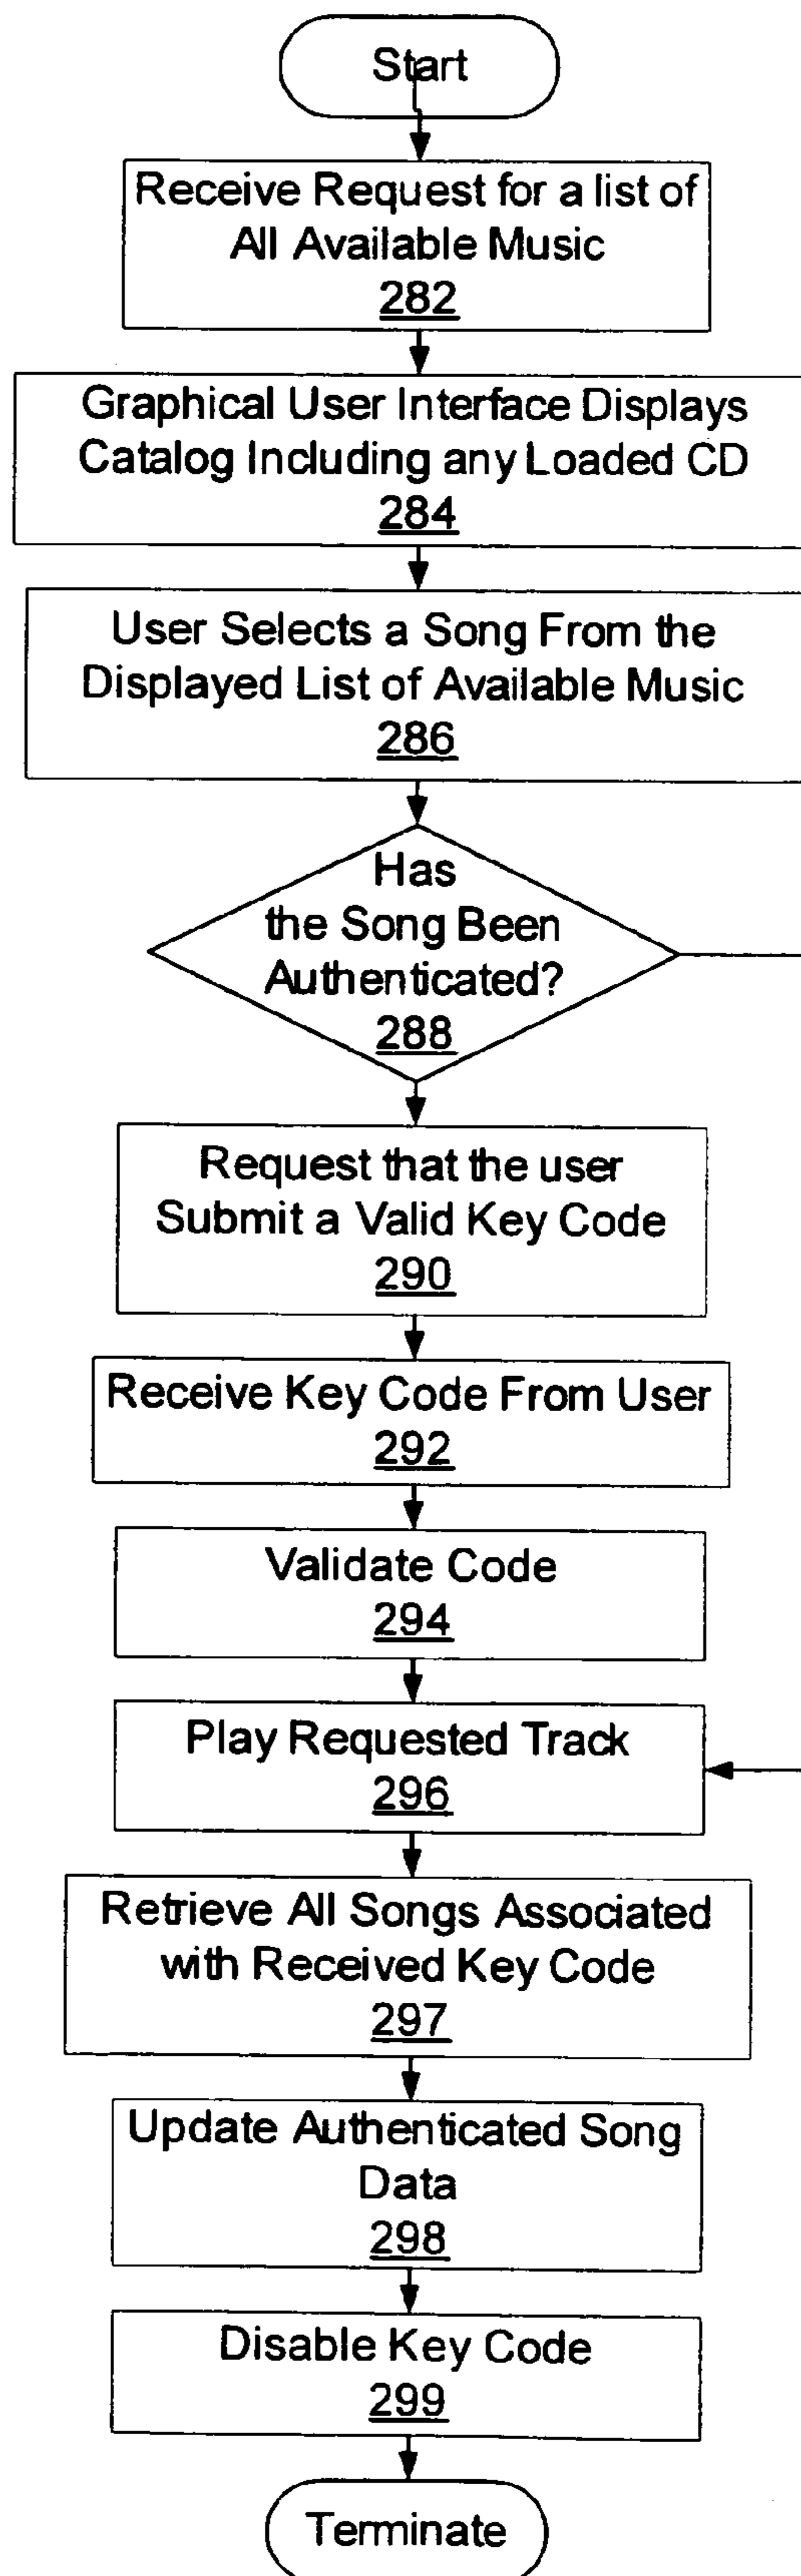 Start
Receive Request for a list of
All Available Music
282
Graphical User Interface Displays
Catalog Including any Loaded CD
284
User Selects a Song From the
Displayed List of Available Music
286
Has
the Song Been
Authenticated?
288
Request that the user
Submit a Valid Key Code
290
Receive Key Code From User
292
Validate Code
294
Play Requested Track
296
Retrieve All Songs Associated
with Received Key Code
297
Update Authenticated Song
Data
298
Disable Key Code
299
Terminate